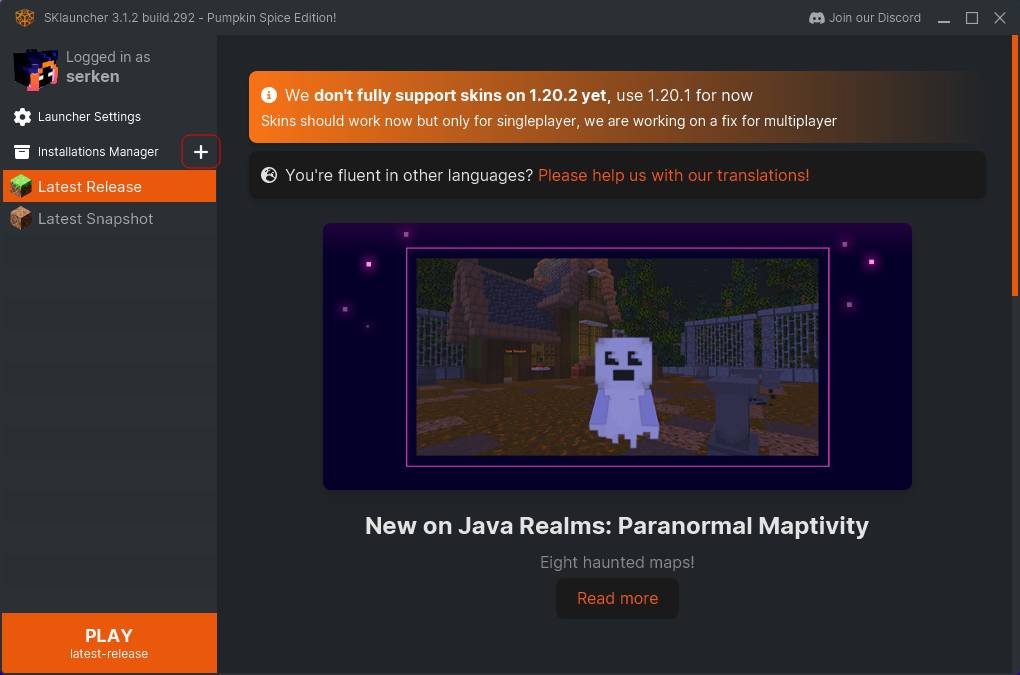 SKlauncher 3.1.2 build.292 - Pumpkin Spice Edition!
Join our Discord
Logged in as
serken
Launcher Settings
Installations Manager
Latest Release
Latest Snapshot
PLAY
latest-release
We don't fully support skins on 1.20.2 yet, use 1.20.1 for now
Skins should work now but only for singleplayer, we are working on a fix for multiplayer
You're fluent in other languages? Please help us with our translations!
New on Java Realms: Paranormal Maptivity
Eight haunted maps!
Read more